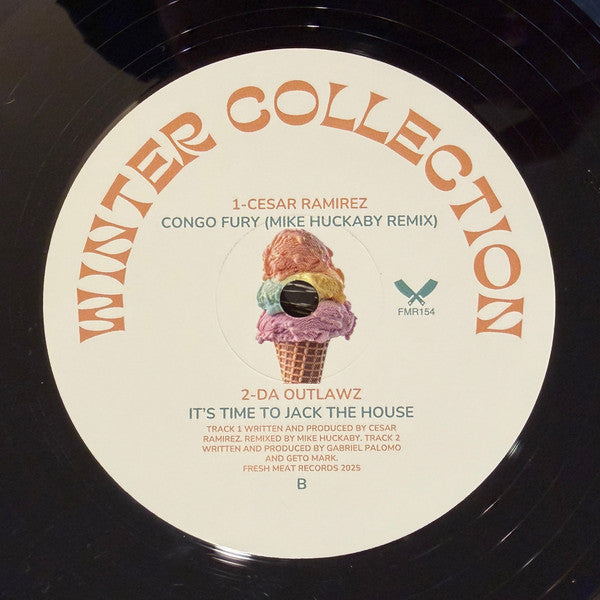 WINTER COLLECTION
1-CESAR RAMIREZ
CONGO FURY (MIKE HUCKABY REMIX)
FMR154
2-DA OUTLAWZ
IT'S TIME TO JACK THE HOUSE
TRACK 1 WRITTEN AND PRODUCED BY CESAR
RAMIREZ. REMIXED BY MIKE HUCKABY. TRACK 2
WRITTEN AND PRODUCED BY GABRIEL PALOMO
AND GETO MARK.
FRESH MEAT RECORDS 2025
B